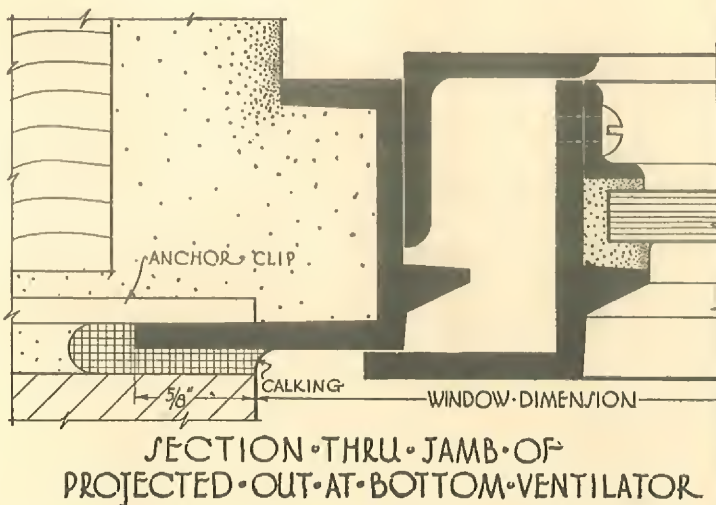 ANCHOR CLIP
CALKING
5/8"
WINDOW·DIMENSION
SECTION·THRU·JAMB·OF
PROJECTED·OUT·AT·BOTTOM·VENTILATOR